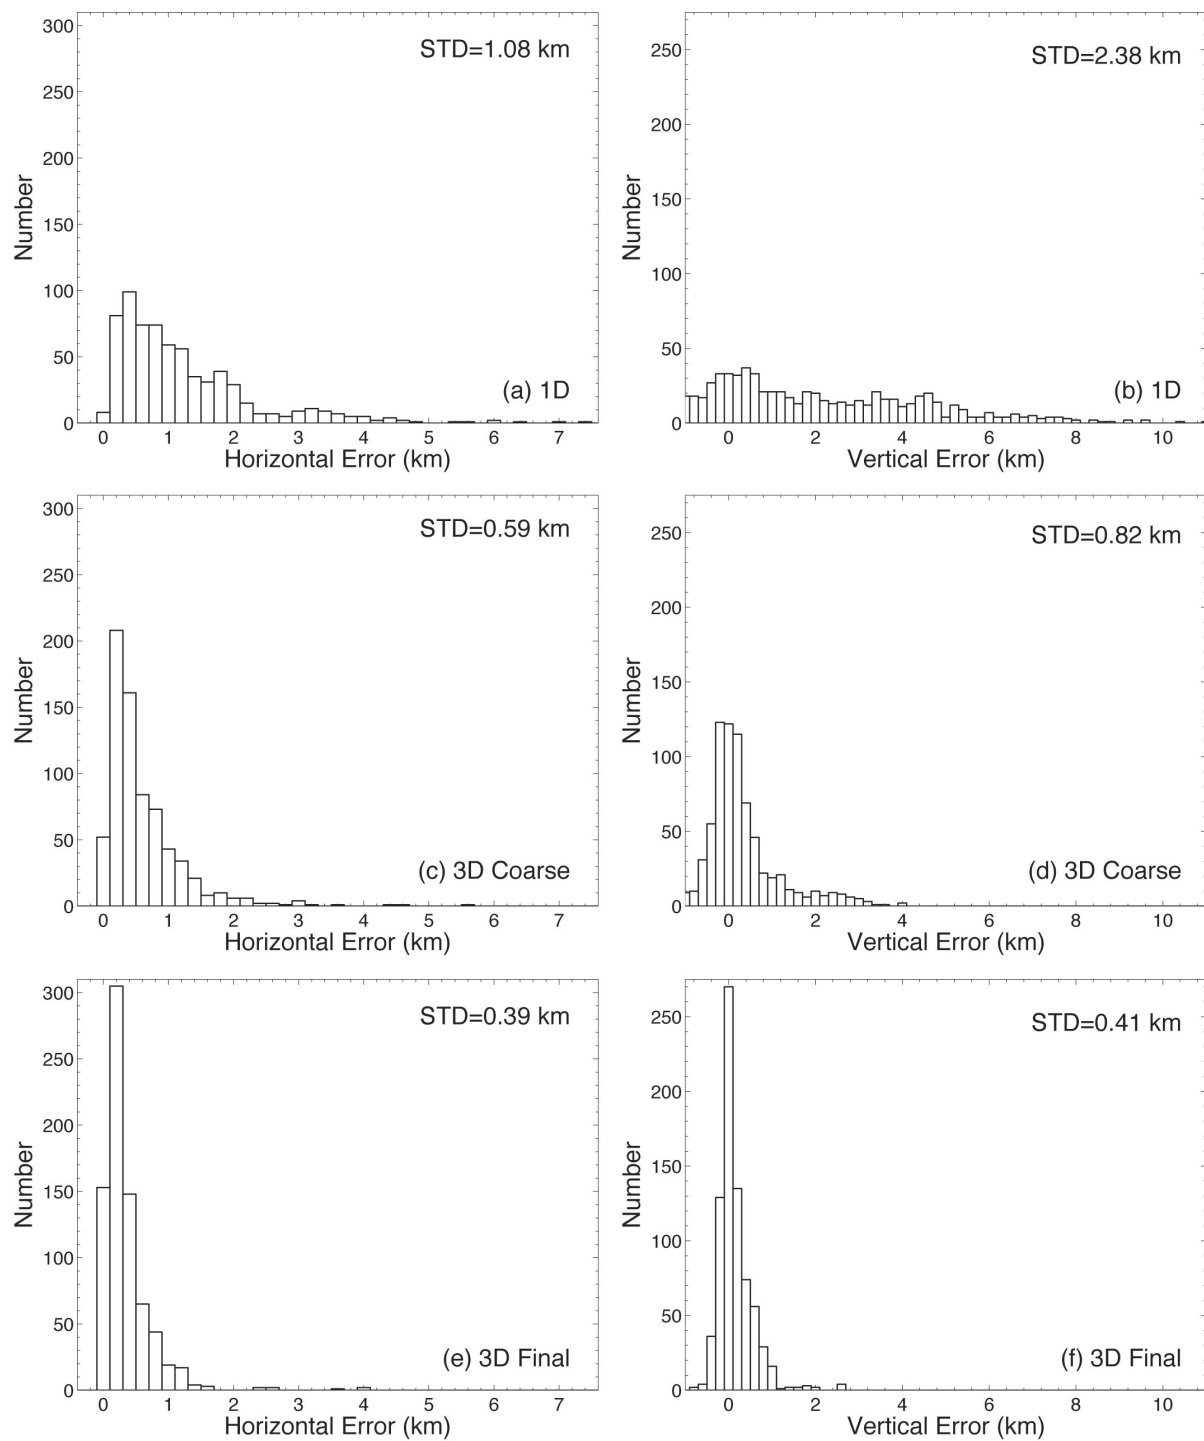 300
250
200
150
100
50
0
Number
STD=1.08 km
(a) 1D
0 1 2 3 4 5 6 7
Horizontal Error (km)
250
200
150
100
50
0
Number
STD=2.38 km
(b) 1D
0 2 4 6 8 10
Vertical Error (km)
300
250
200
150
100
50
0
Number
STD=0.59 km
(c) 3D Coarse
0 1 2 3 4 5 6 7
Horizontal Error (km)
250
200
150
100
50
0
Number
STD=0.82 km
(d) 3D Coarse
0 2 4 6 8 10
Vertical Error (km)
300
250
200
150
100
50
0
Number
STD=0.39 km
(e) 3D Final
0 1 2 3 4 5 6 7
Horizontal Error (km)
250
200
150
100
50
0
Number
STD=0.41 km
(f) 3D Final
0 2 4 6 8 10
Vertical Error (km)